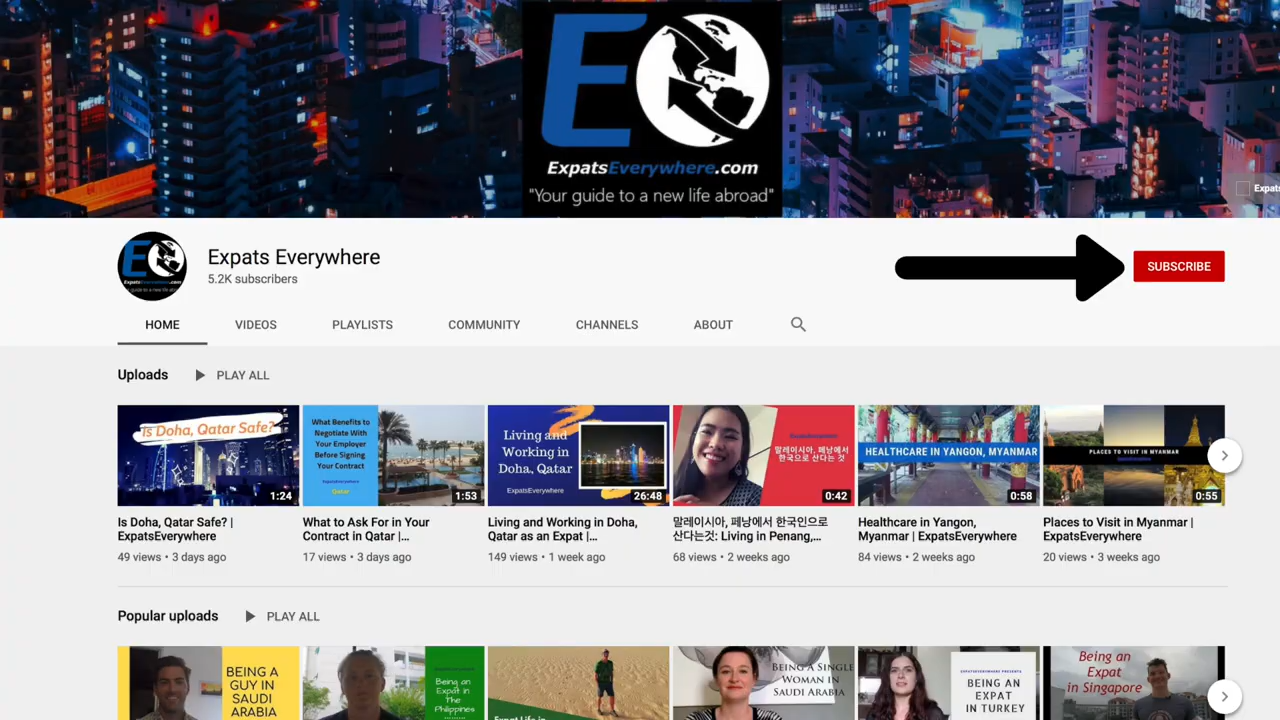 EO
ExpatsEverywhere.com
"Your guide to a new life abroad"
Expats
Expats Everywhere
5.2K subscribers
SUBSCRIBE
HOME
VIDEOS
PLAYLISTS
COMMUNITY
CHANNELS
ABOUT
Uploads
PLAY ALL
Is Doha, Qatar Safe?
1:24
What Benefits to
Negotiate With
Your Employer
Before Signing
Your Contract
Qatar
1:53
Living and
Working in
Doha, Qatar
ExpatsEverywhere
26:48
말레이시아, 페낭에서
한국으로 산다는 것
0:42
HEALTHCARE IN YANGON, MYANMAR
0:58
PLACES TO VISIT IN MYANMAR
0:55
Is Doha, Qatar Safe? |
ExpatsEverywhere
49 views • 3 days ago
What to Ask For in Your
Contract in Qatar |...
17 views • 3 days ago
Living and Working in Doha,
Qatar as an Expat |...
149 views • 1 week ago
말레이시아, 페낭에서 한국인으로
산다는것: Living in Penang,...
68 views • 2 weeks ago
Healthcare in Yangon,
Myanmar | ExpatsEverywhere
84 views • 2 weeks ago
Places to Visit in Myanmar |
ExpatsEverywhere
20 views • 3 weeks ago
Popular uploads
PLAY ALL
BEING A
GUY IN
SAUDI
ARABIA
Being an
Expat in
The
Philippines
Expat Life in
BEING A SINGLE
WOMAN IN
SAUDI ARABIA
EXPATSEVERYWHERE PRESENTS
BEING AN
EXPAT
IN TURKEY
Being an
Expat
in Singapore